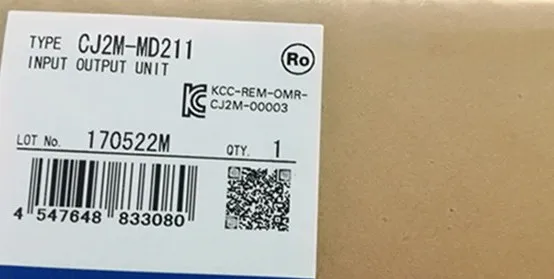 TYPE CJ2M-MD211
INPUT OUTPUT UNIT
Ro
KCC-REM-OMR-
CJ2M-00003
LOT No. 170522M QTY. 1
4 547648 833080